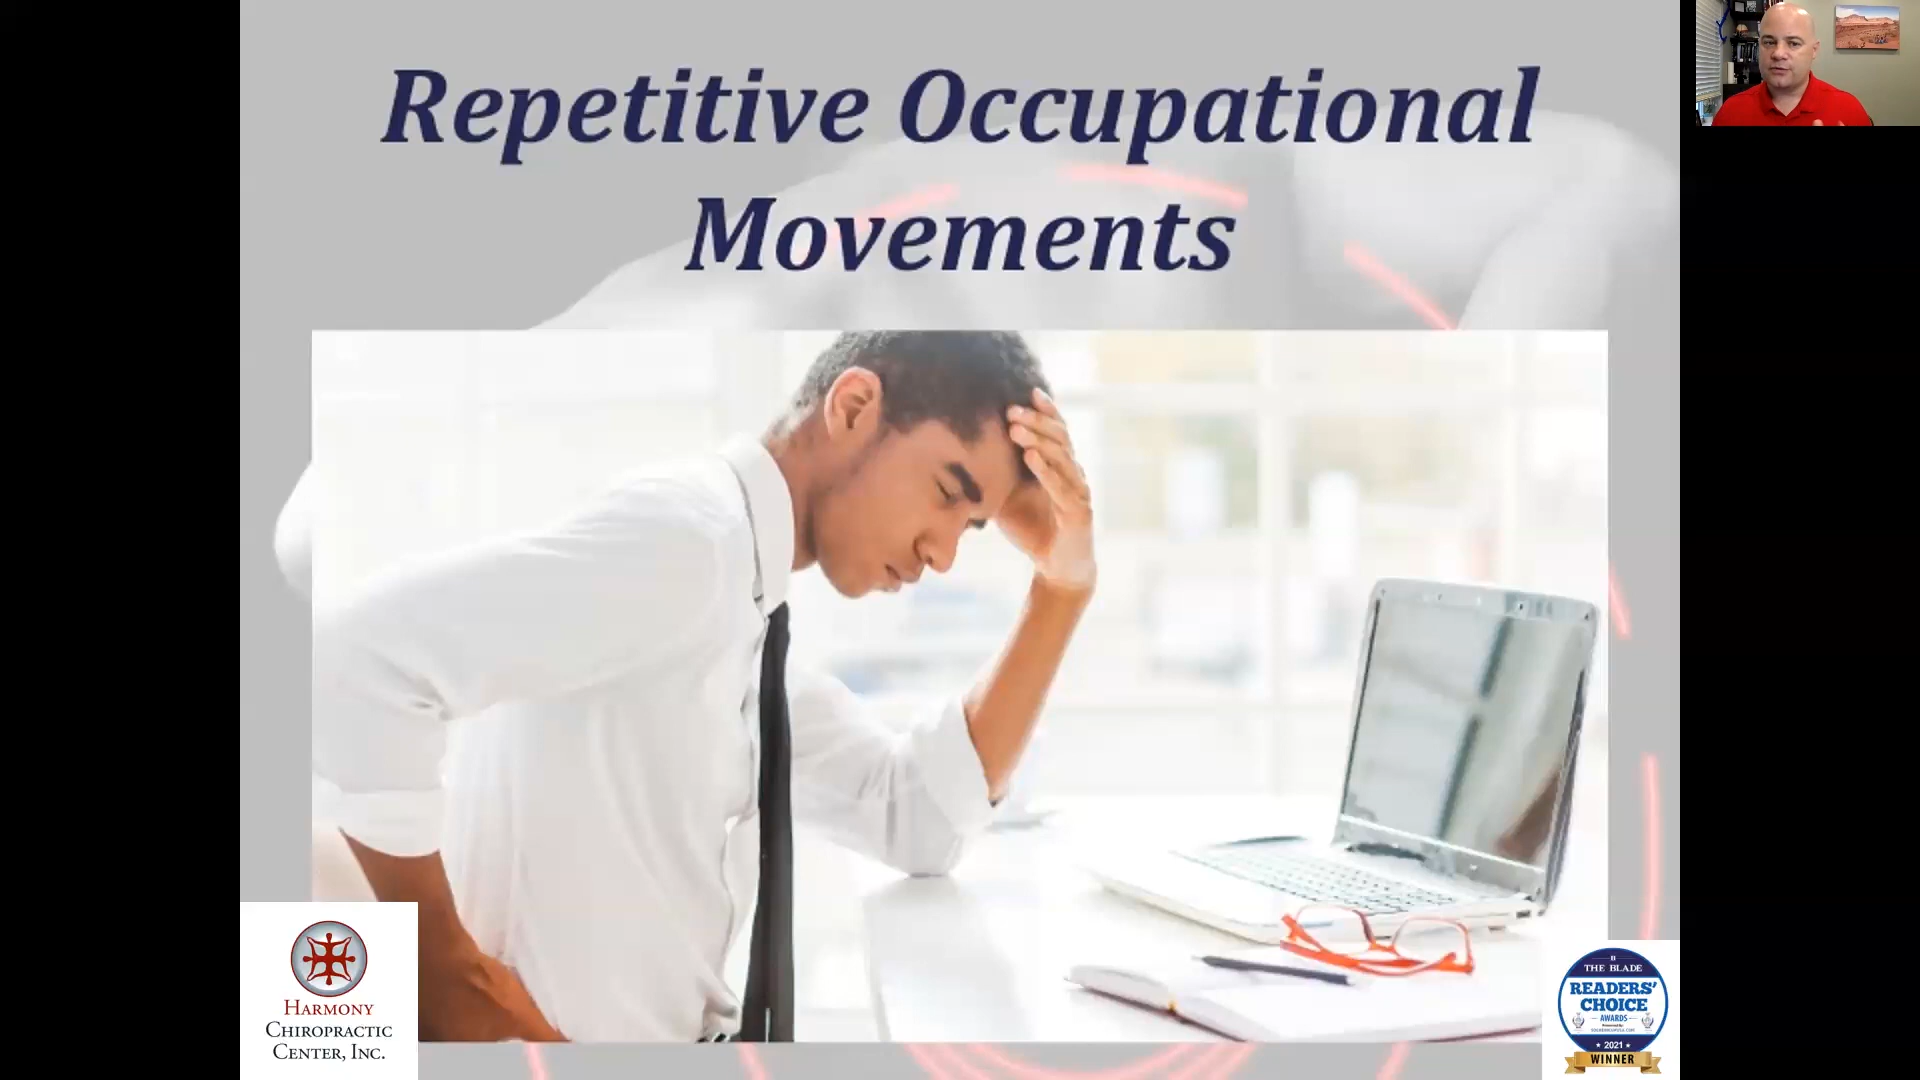 Repetitive Occupational
Movements
HARMONY
CHIROPRACTIC
CENTER, INC.
THE BLADE
READERS'
CHOICE
AWARDS
2021
WINNER